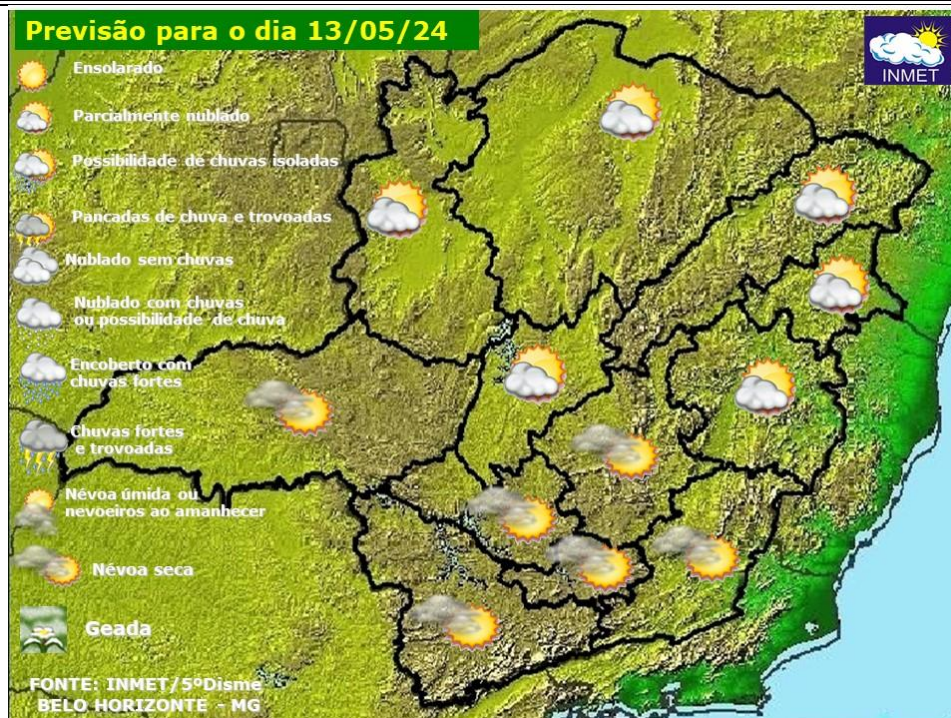 Previsão para o dia 13/05/24
INMET
Ensolarado
Parcialmente nublado
Possibilidade de chuvas isoladas
Pancadas de chuva e trovoadas
Nublado sem chuvas
Nublado com chuvas
ou possibilidade de chuva
Encoberto com
chuvas fortes
Chuvas fortes
e trovoadas
Névoa úmida ou
nevoeiros ao amanhecer
Névoa seca
Geada
FONTE: INMET/5ºDisme
BELO HORIZONTE - MG